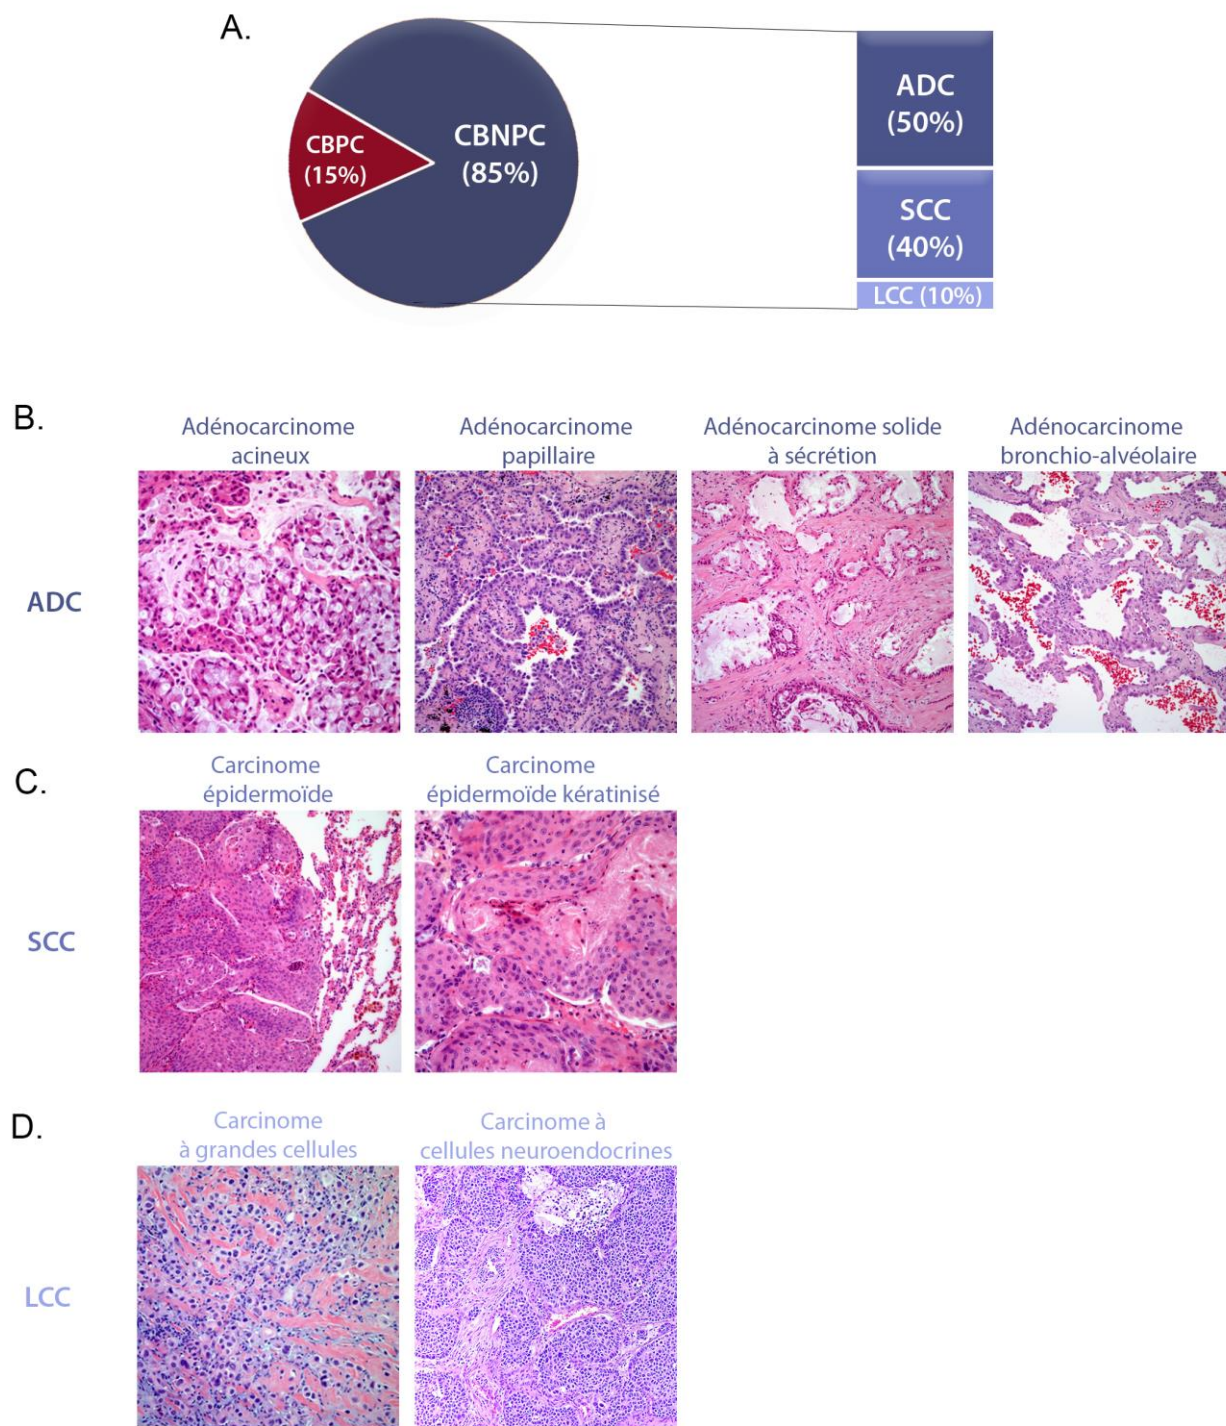 A.
CBPC
(15%)
CBNPC
(85%)
ADC
(50%)
SCC
(40%)
LCC (10%)
B.
Adénocarcinome
acineux
Adénocarcinome
papillaire
Adénocarcinome solide
à sécrétion
Adénocarcinome
bronchio-alvéolaire
ADC
C.
Carcinome
épidermoïde
Carcinome
épidermoïde kératinisé
SCC
D.
Carcinome
à grandes cellules
Carcinome à
cellules neuroendocrines
LCC